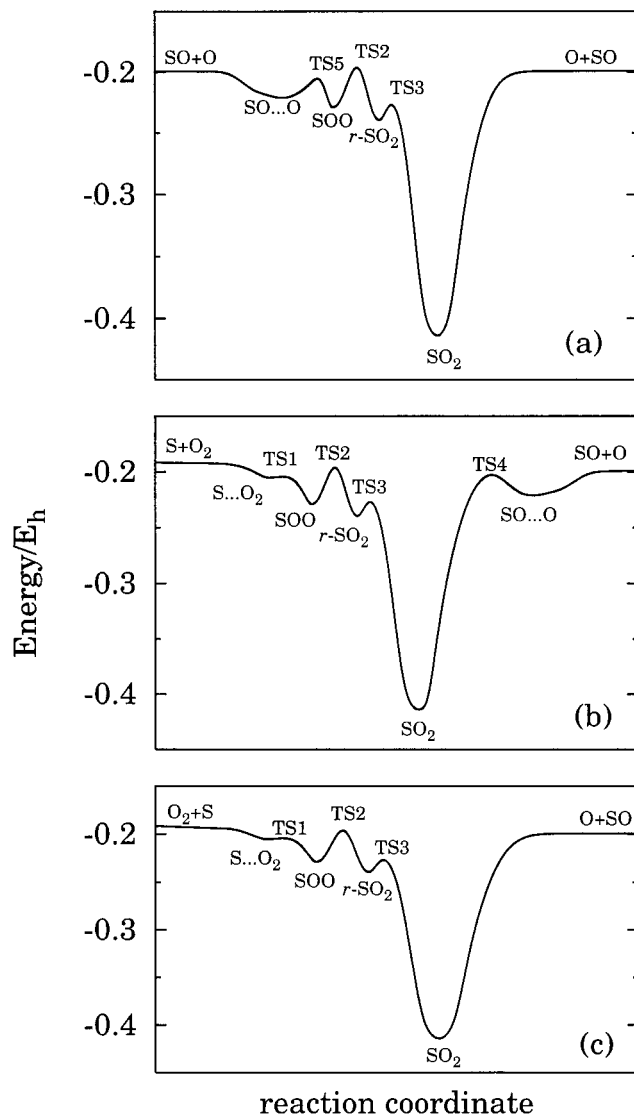 SO+O
O+SO
TS2
TS5
TS3
-0.2
SO...O
SOO
r-SO2
-0.3
-0.4
SO2
(a)
S+O2
SO+O
TS1
TS2
TS3
TS4
-0.2
S...O2
SOO
r-SO2
SO...O
-0.3
-0.4
SO2
(b)
Energy/Eh
O2+S
O+SO
TS1
TS2
TS3
-0.2
S...O2
SOO
r-SO2
-0.3
-0.4
SO2
(c)
reaction coordinate